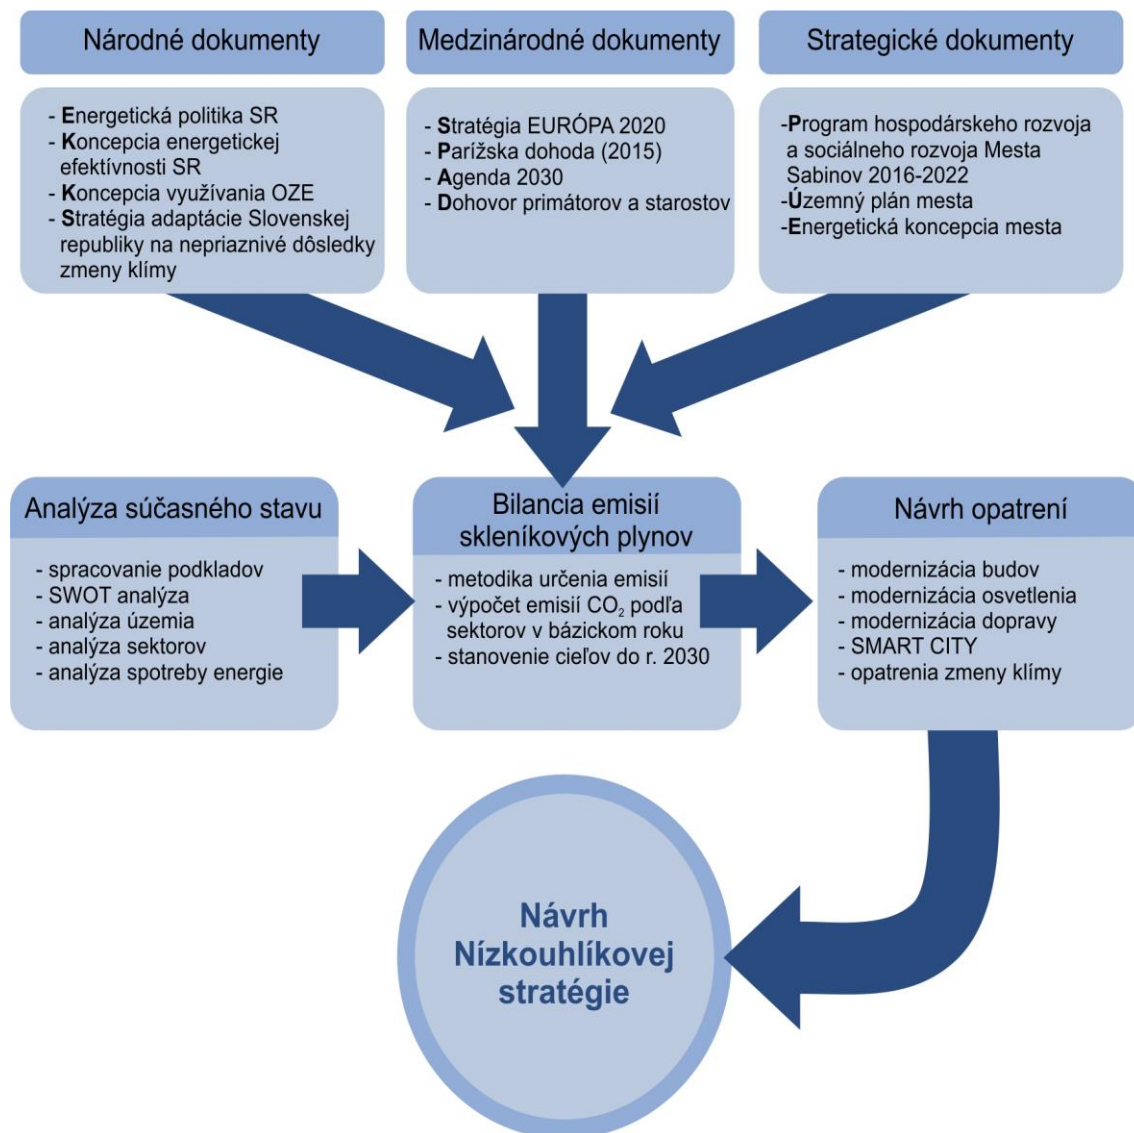 Národné dokumenty
- Energetická politika SR
- Koncepcia energetickej
efektívnosti SR
- Koncepcia využívania OZE
- Stratégia adaptácie Slovenskej
republiky na nepriaznivé dôsledky
zmeny klímy
Medzinárodné dokumenty
- Stratégia EURÓPA 2020
- Parížska dohoda (2015)
- Agenda 2030
- Dohovor primátorov a starostov
Strategické dokumenty
-Program hospodárskeho rozvoja
a sociálneho rozvoja Mesta
Sabinov 2016-2022
-Územný plán mesta
-Energetická koncepcia mesta
Analýza súčasného stavu
- spracovanie podkladov
- SWOT analýza
- analýza územia
- analýza sektorov
- analýza spotreby energie
Bilancia emisií
skleníkových plynov
- metodika určenia emisií
- výpočet emisií CO₂ podľa
sektorov v bázickom roku
- stanovenie cieľov do r. 2030
Návrh opatrení
- modernizácia budov
- modernizácia osvetlenia
- modernizácia dopravy
- SMART CITY
- opatrenia zmeny klímy
Návrh
Nízkouhlíkovej
stratégie